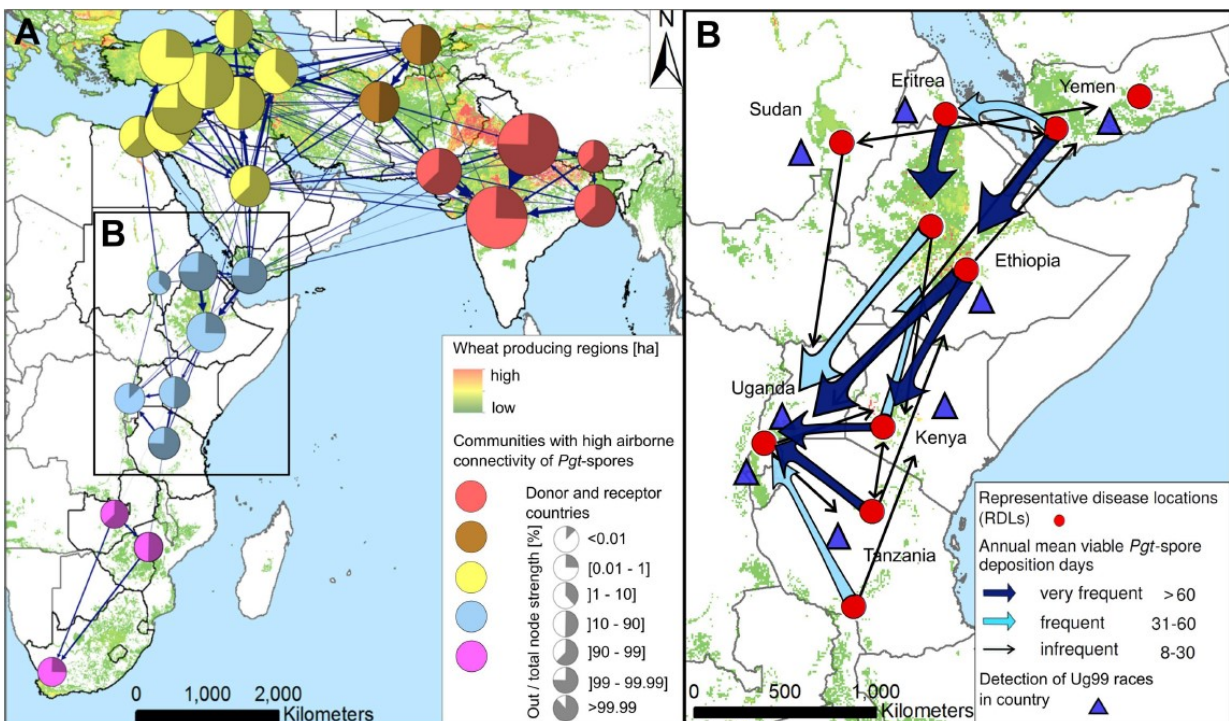 A
N
B
Wheat producing regions [ha]
high
low
Communities with high airborne
connectivity of Pgt-spores
Donor and receptor
countries
Out / total node strength [%]
<0.01
[0.01 - 1]
]1 - 10]
]10 - 90]
]90 - 99]
]99 - 99.99]
>99.99
0 1,000 2,000
Kilometers
B
Eritrea
Yemen
Sudan
Ethiopia
Uganda
Kenya
Tanzania
Representative disease locations
(RDLs)
Annual mean viable Pgt-spore
deposition days
very frequent >60
frequent 31-60
infrequent 8-30
Detection of Ug99 races
in country
0 500 1,000
Kilometers